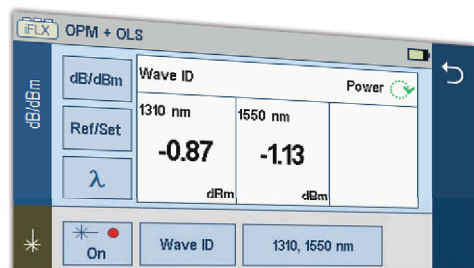 iFLX OPM + OLS
dB/dBm
dB/dBm
Ref/Set
λ
Wave ID
Power
1310 nm
-0.87
dBm
1550 nm
-1.13
dBm
On
Wave ID
1310, 1550 nm